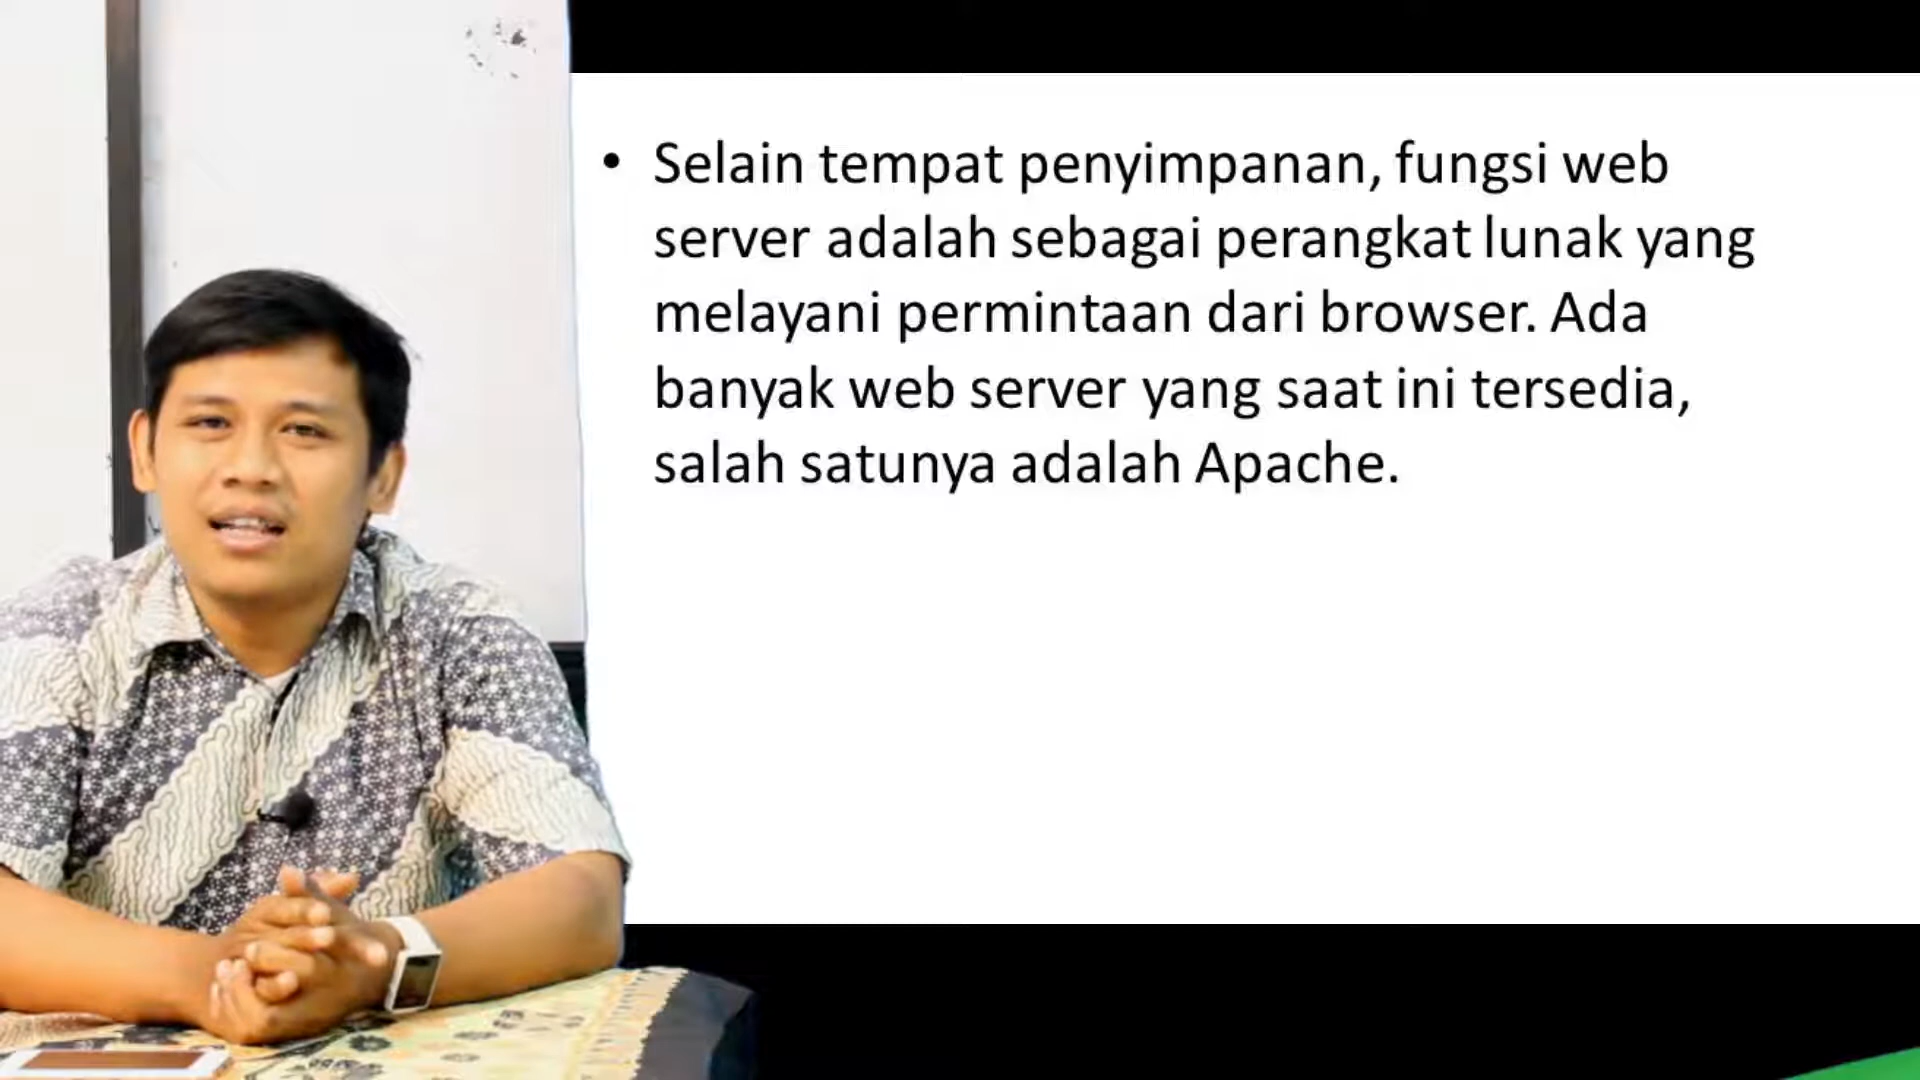 • Selain tempat penyimpanan, fungsi web
server adalah sebagai perangkat lunak yang
melayani permintaan dari browser. Ada
banyak web server yang saat ini tersedia,
salah satunya adalah Apache.